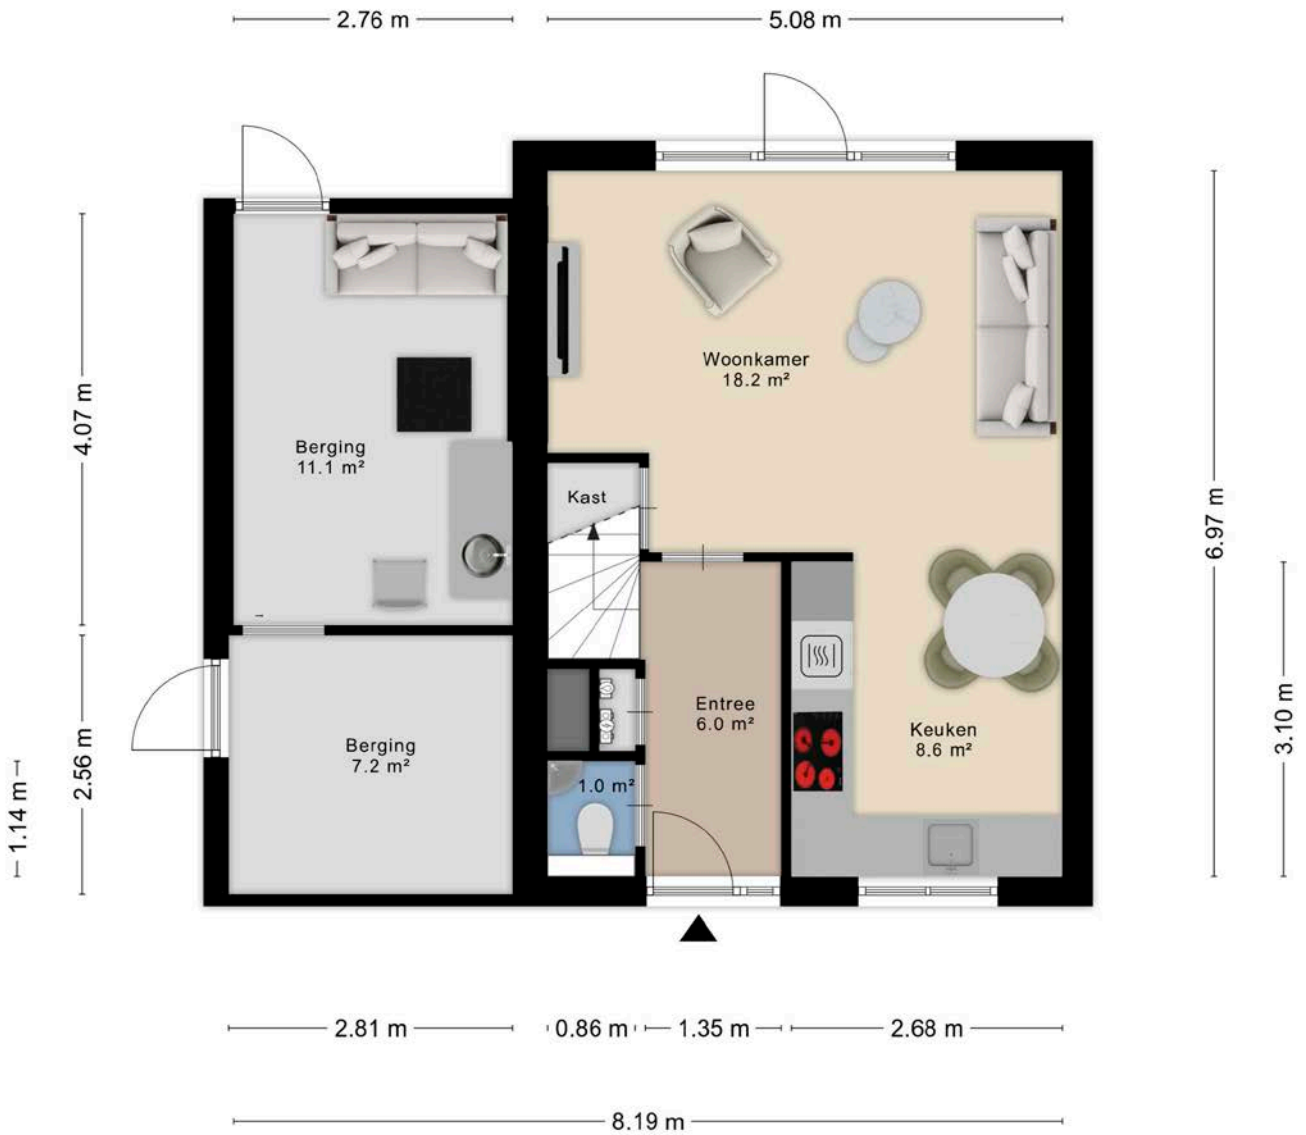 2.76 m
5.08 m
Woonkamer
18.2 m²
4.07 m
Berging
11.1 m²
Kast
6.97 m
Entree
6.0 m²
Keuken
8.6 m²
3.10 m
Berging
7.2 m²
2.56 m
1.14 m
1.0 m²
2.81 m
0.86 m
1.35 m
2.68 m
8.19 m